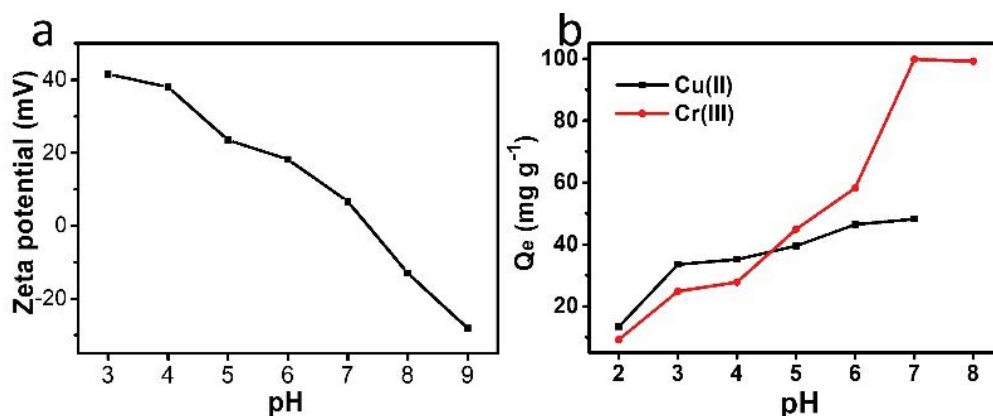 a
Zeta potential (mV)
40
20
0
-20
3 4 5 6 7 8 9
pH
b
Qe (mg g-1)
100
80
60
40
20
Cu(II)
Cr(III)
2 3 4 5 6 7 8
pH